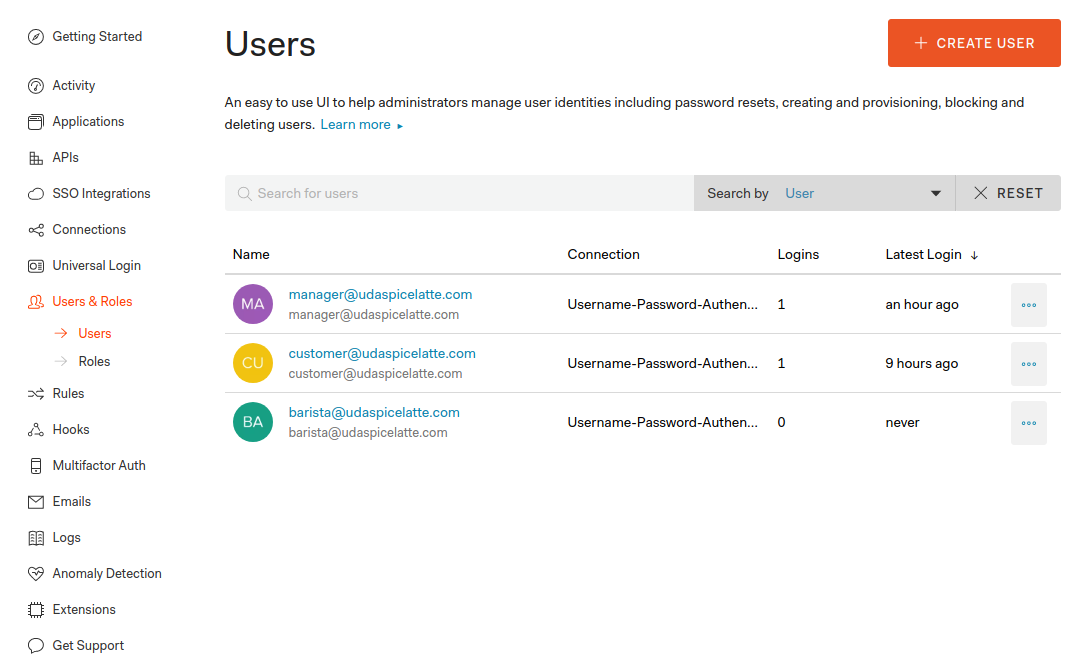 Getting Started
Activity
Applications
APIs
SSO Integrations
Connections
Universal Login
Users & Roles
Users
Roles
Rules
Hooks
Multifactor Auth
Emails
Logs
Anomaly Detection
Extensions
Get Support
Users
+ CREATE USER
An easy to use UI to help administrators manage user identities including password resets, creating and provisioning, blocking and
deleting users. Learn more ▸
Search for users
Search by User
RESET
Name Connection Logins Latest Login ↓
MA
manager@udaspicelatte.com
manager@udaspicelatte.com
Username-Password-Authen... 1 an hour ago
CU
customer@udaspicelatte.com
customer@udaspicelatte.com
Username-Password-Authen... 1 9 hours ago
BA
barista@udaspicelatte.com
barista@udaspicelatte.com
Username-Password-Authen... 0 never